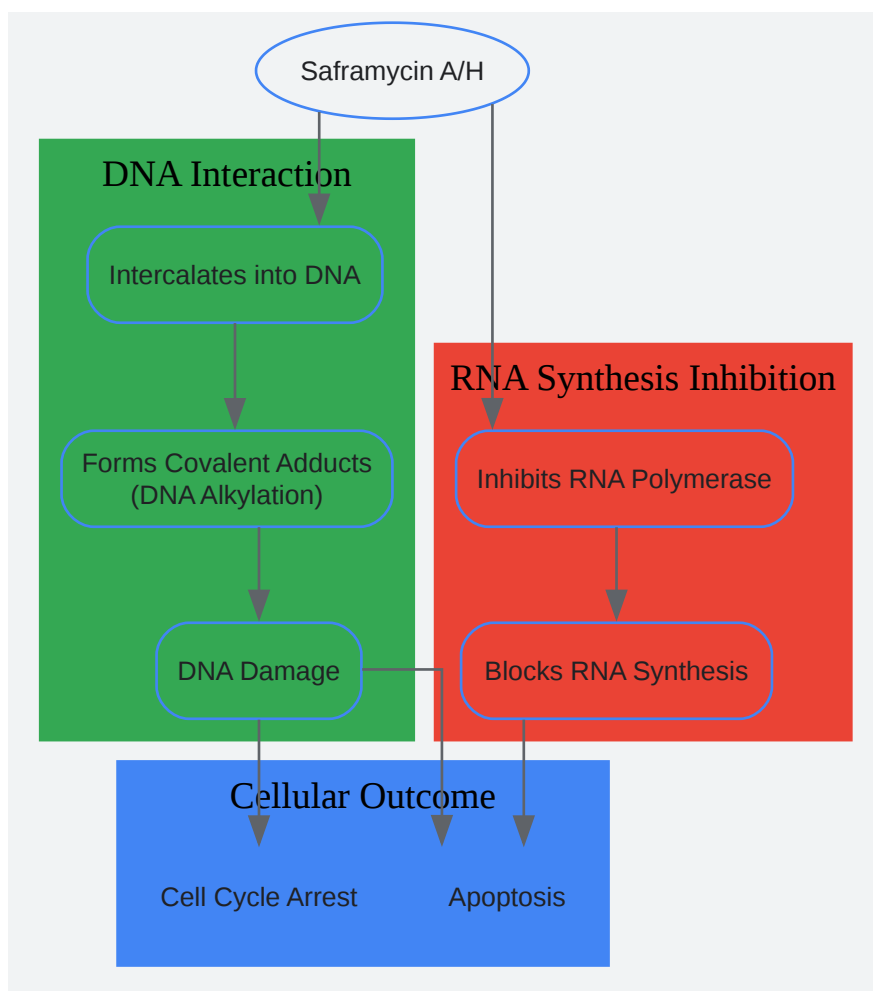 Saframycin A/H
DNA Interaction
Intercalates into DNA
RNA Synthesis Inhibition
Forms Covalent Adducts
(DNA Alkylation)
Inhibits RNA Polymerase
DNA Damage
Blocks RNA Synthesis
Cellular Outcome
Cell Cycle Arrest
Apoptosis